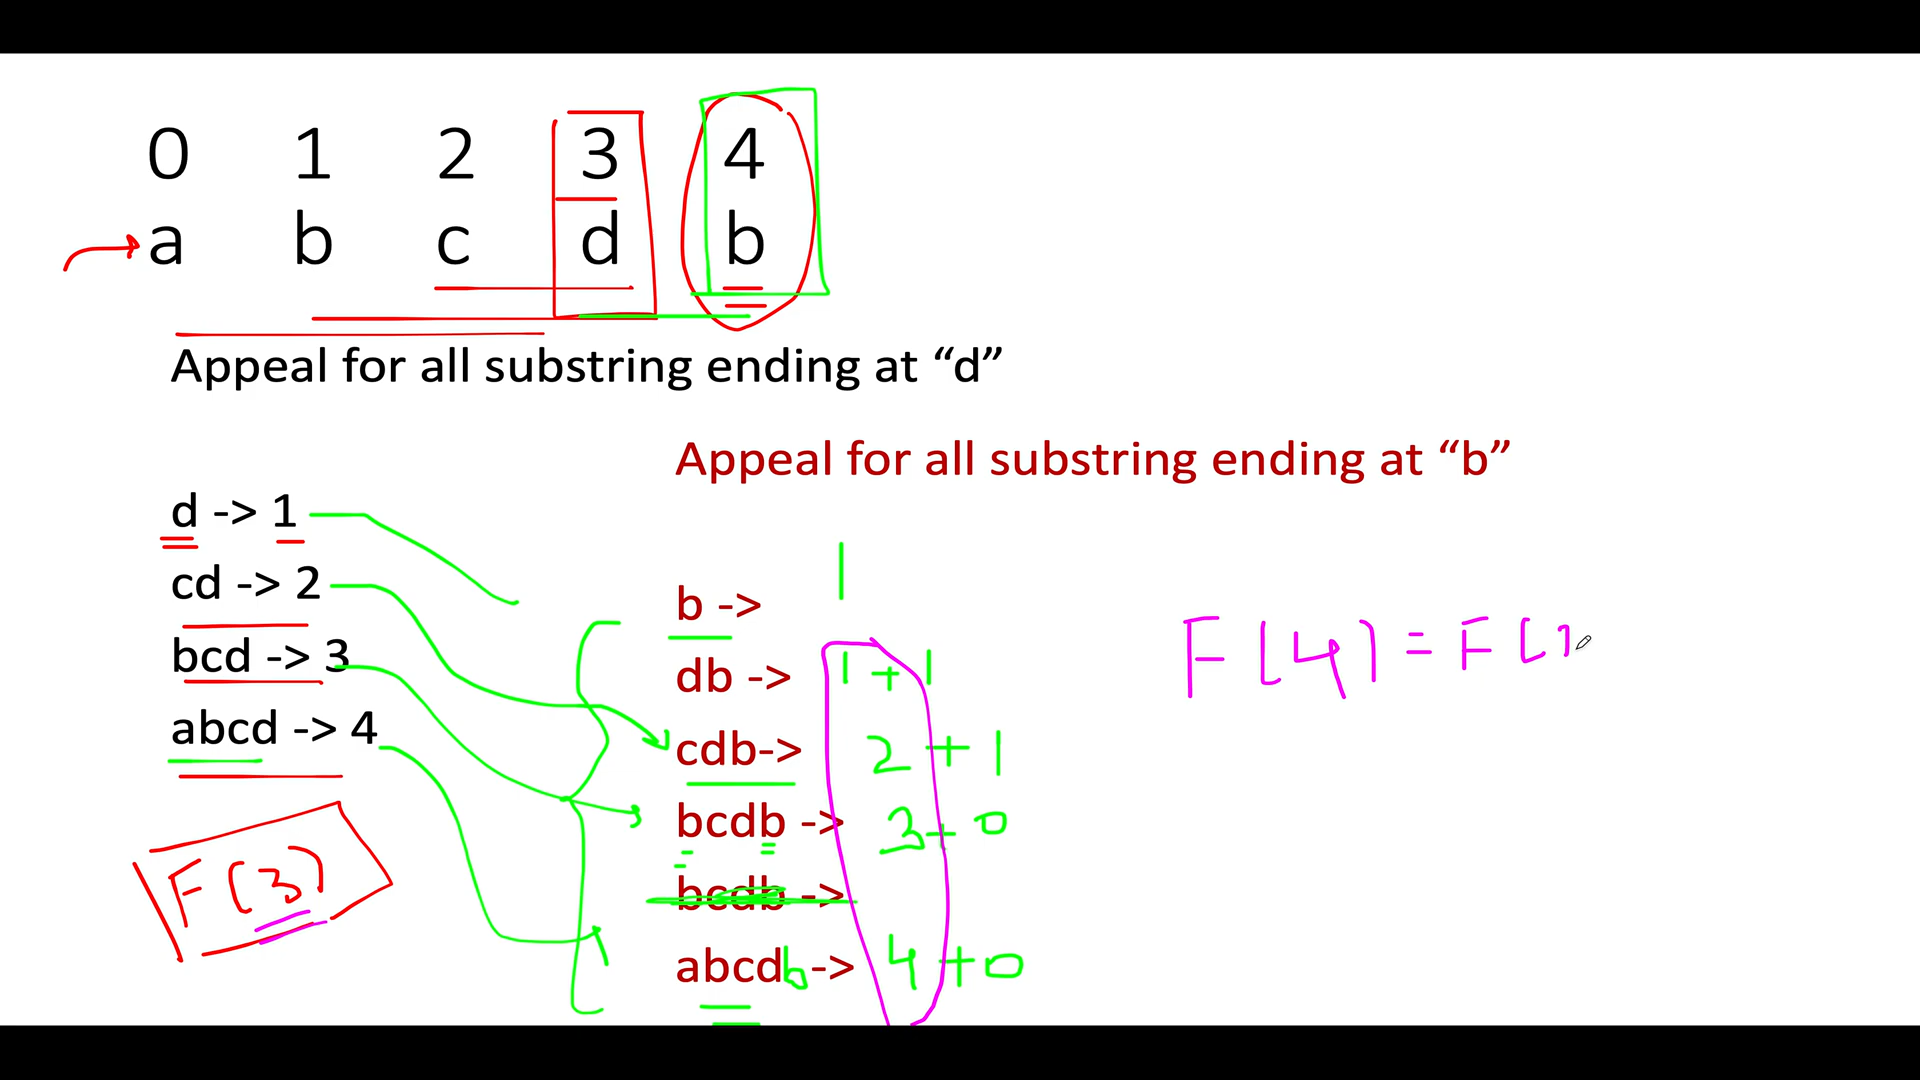 0 1 2 3 4
a b c d b
Appeal for all substring ending at “d”
Appeal for all substring ending at “b”
d -> 1
cd -> 2
bcd -> 3
abcd -> 4
F(3)
b -> 1
db -> 1 + 1
cdb-> 2 + 1
bcdb -> 3 + 0
bcdb ->
abcdb -> 4 + 0
F(4) = F(